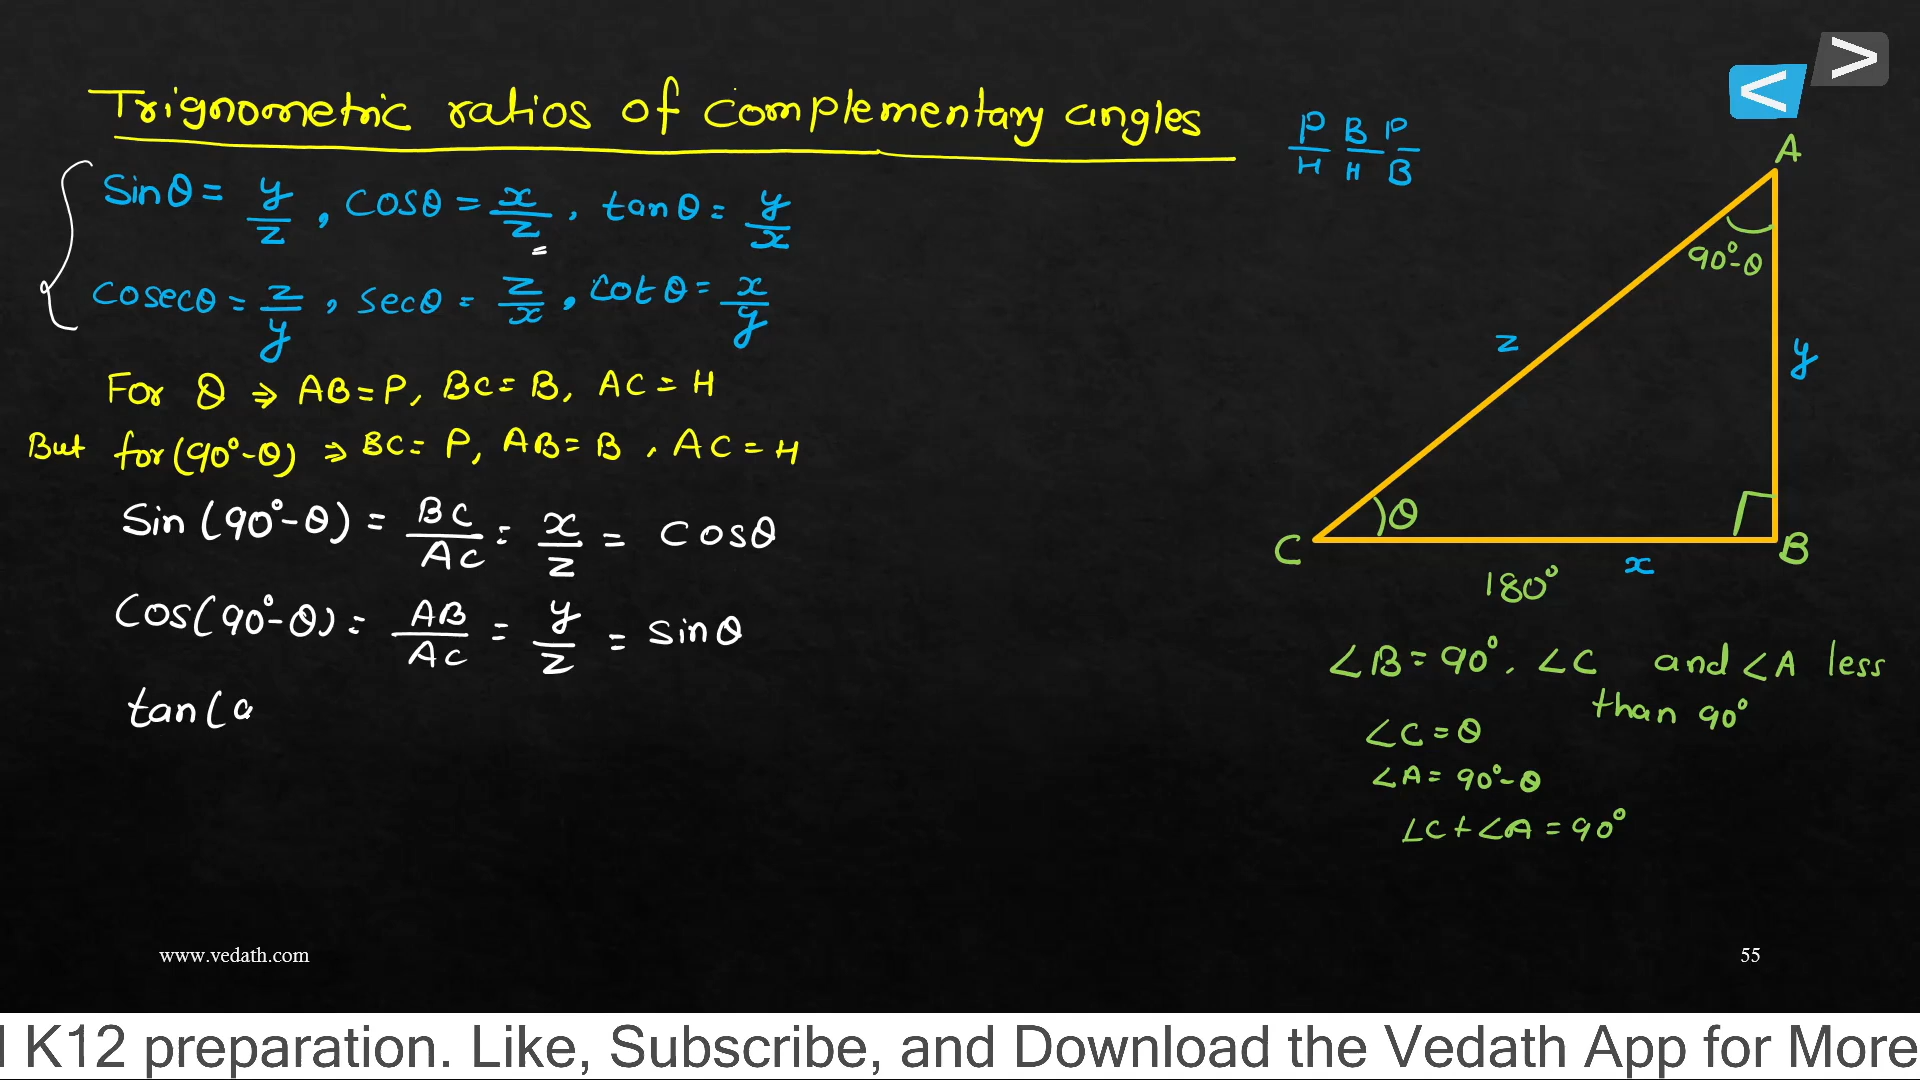 Trignometric ratios of complementary angles
P/H B/H P/B
Sinθ = y/z, Cosθ = x/z, tanθ = y/x
Cosecθ = z/y, Secθ = z/x, Cotθ = x/y
For θ ⇒ AB = P, BC = B, AC = H
But for (90°-θ) ⇒ BC = P, AB = B, AC = H
Sin (90°-θ) = BC/AC = x/z = Cosθ
Cos(90°-θ) = AB/AC = y/z = Sinθ
tan(9
A
90°-θ
z
y
C
θ
B
x
180°
∠B = 90°, ∠C and ∠A less
than 90°
∠C = θ
∠A = 90°-θ
∠C + ∠A = 90°
www.vedath.com
55
K12 preparation. Like, Subscribe, and Download the Vedath App for More